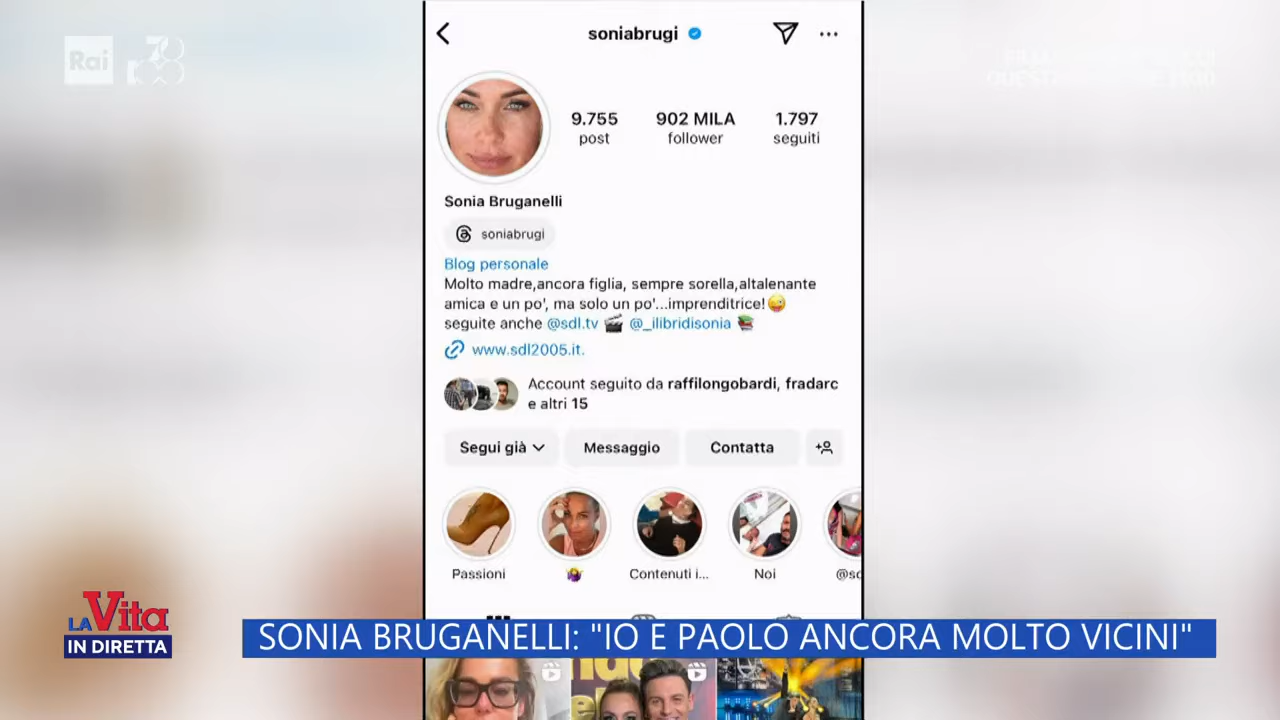 Rai
soniabrugi
9.755
902 MILA
1.797
post
follower
seguiti
Sonia Bruganelli
soniabrugi
Blog personale
Molto madre,ancora figlia, sempre sorella,altalenante
amica e un po', ma solo un po'...imprenditrice!😜
seguite anche @sdl.tv 🎬 @_ilibridisonia 📚
www.sdl2005.it.
Account seguito da raffilongobardi, fradarc
e altri 15
Segui già
Messaggio
Contatta
Passioni
🤷‍♀️
Contenuti i...
Noi
LA Vita
IN DIRETTA
SONIA BRUGANELLI: "IO E PAOLO ANCORA MOLTO VICINI"